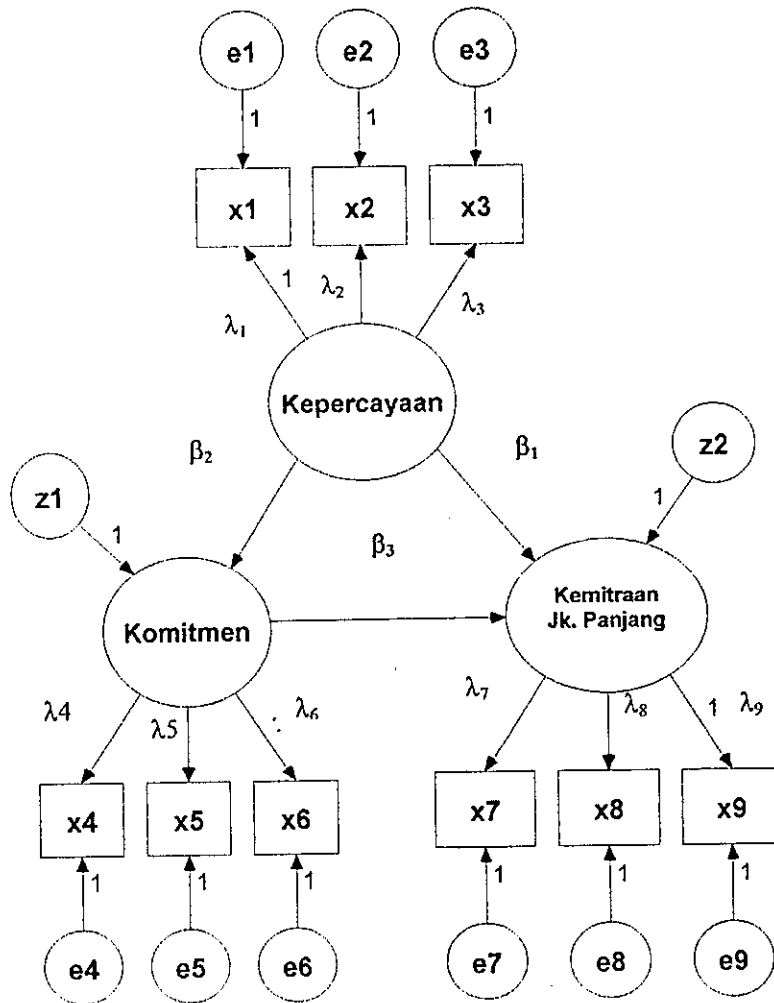 e1 e2 e3
1 1 1
x1 x2 x3
λ₁ 1 λ₂ λ₃
Kepercayaan
β₂ β₁ z2
z1 1 1
β₃
Komitmen
Kemitraan
Jk. Panjang
λ4 λ5 λ₆ λ₇ λ₈ 1 λ₉
x4 x5 x6 x7 x8 x9
1 1 1 1 1 1
e4 e5 e6 e7 e8 e9